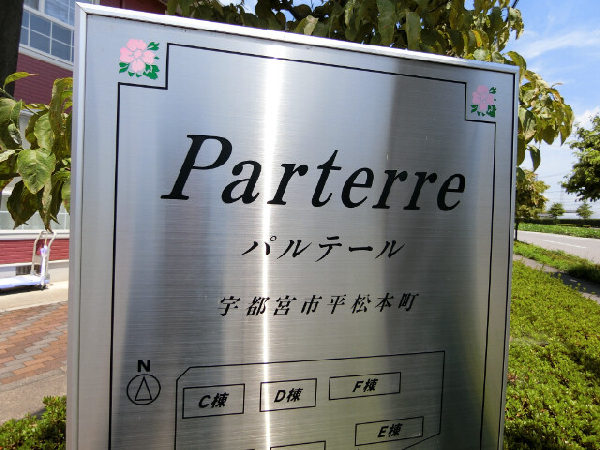 Parterre
パルテール
宇都宮市平松本町
N
C棟 D棟 F棟
E棟